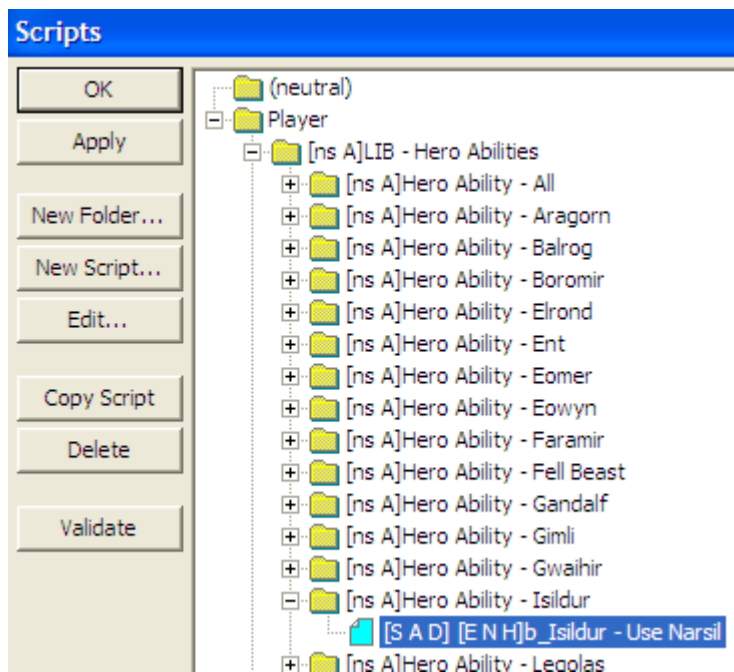 Scripts
OK
Apply
New Folder...
New Script...
Edit...
Copy Script
Delete
Validate
(neutral)
Player
[ns A]LIB - Hero Abilities
[ns A]Hero Ability - All
[ns A]Hero Ability - Aragorn
[ns A]Hero Ability - Balrog
[ns A]Hero Ability - Boromir
[ns A]Hero Ability - Elrond
[ns A]Hero Ability - Ent
[ns A]Hero Ability - Eomer
[ns A]Hero Ability - Eowyn
[ns A]Hero Ability - Faramir
[ns A]Hero Ability - Fell Beast
[ns A]Hero Ability - Gandalf
[ns A]Hero Ability - Gimli
[ns A]Hero Ability - Gwaihir
[ns A]Hero Ability - Isildur
[S A D] [E N H]b_Isildur - Use Narsil
[ns A]Hero Ability - Legolas